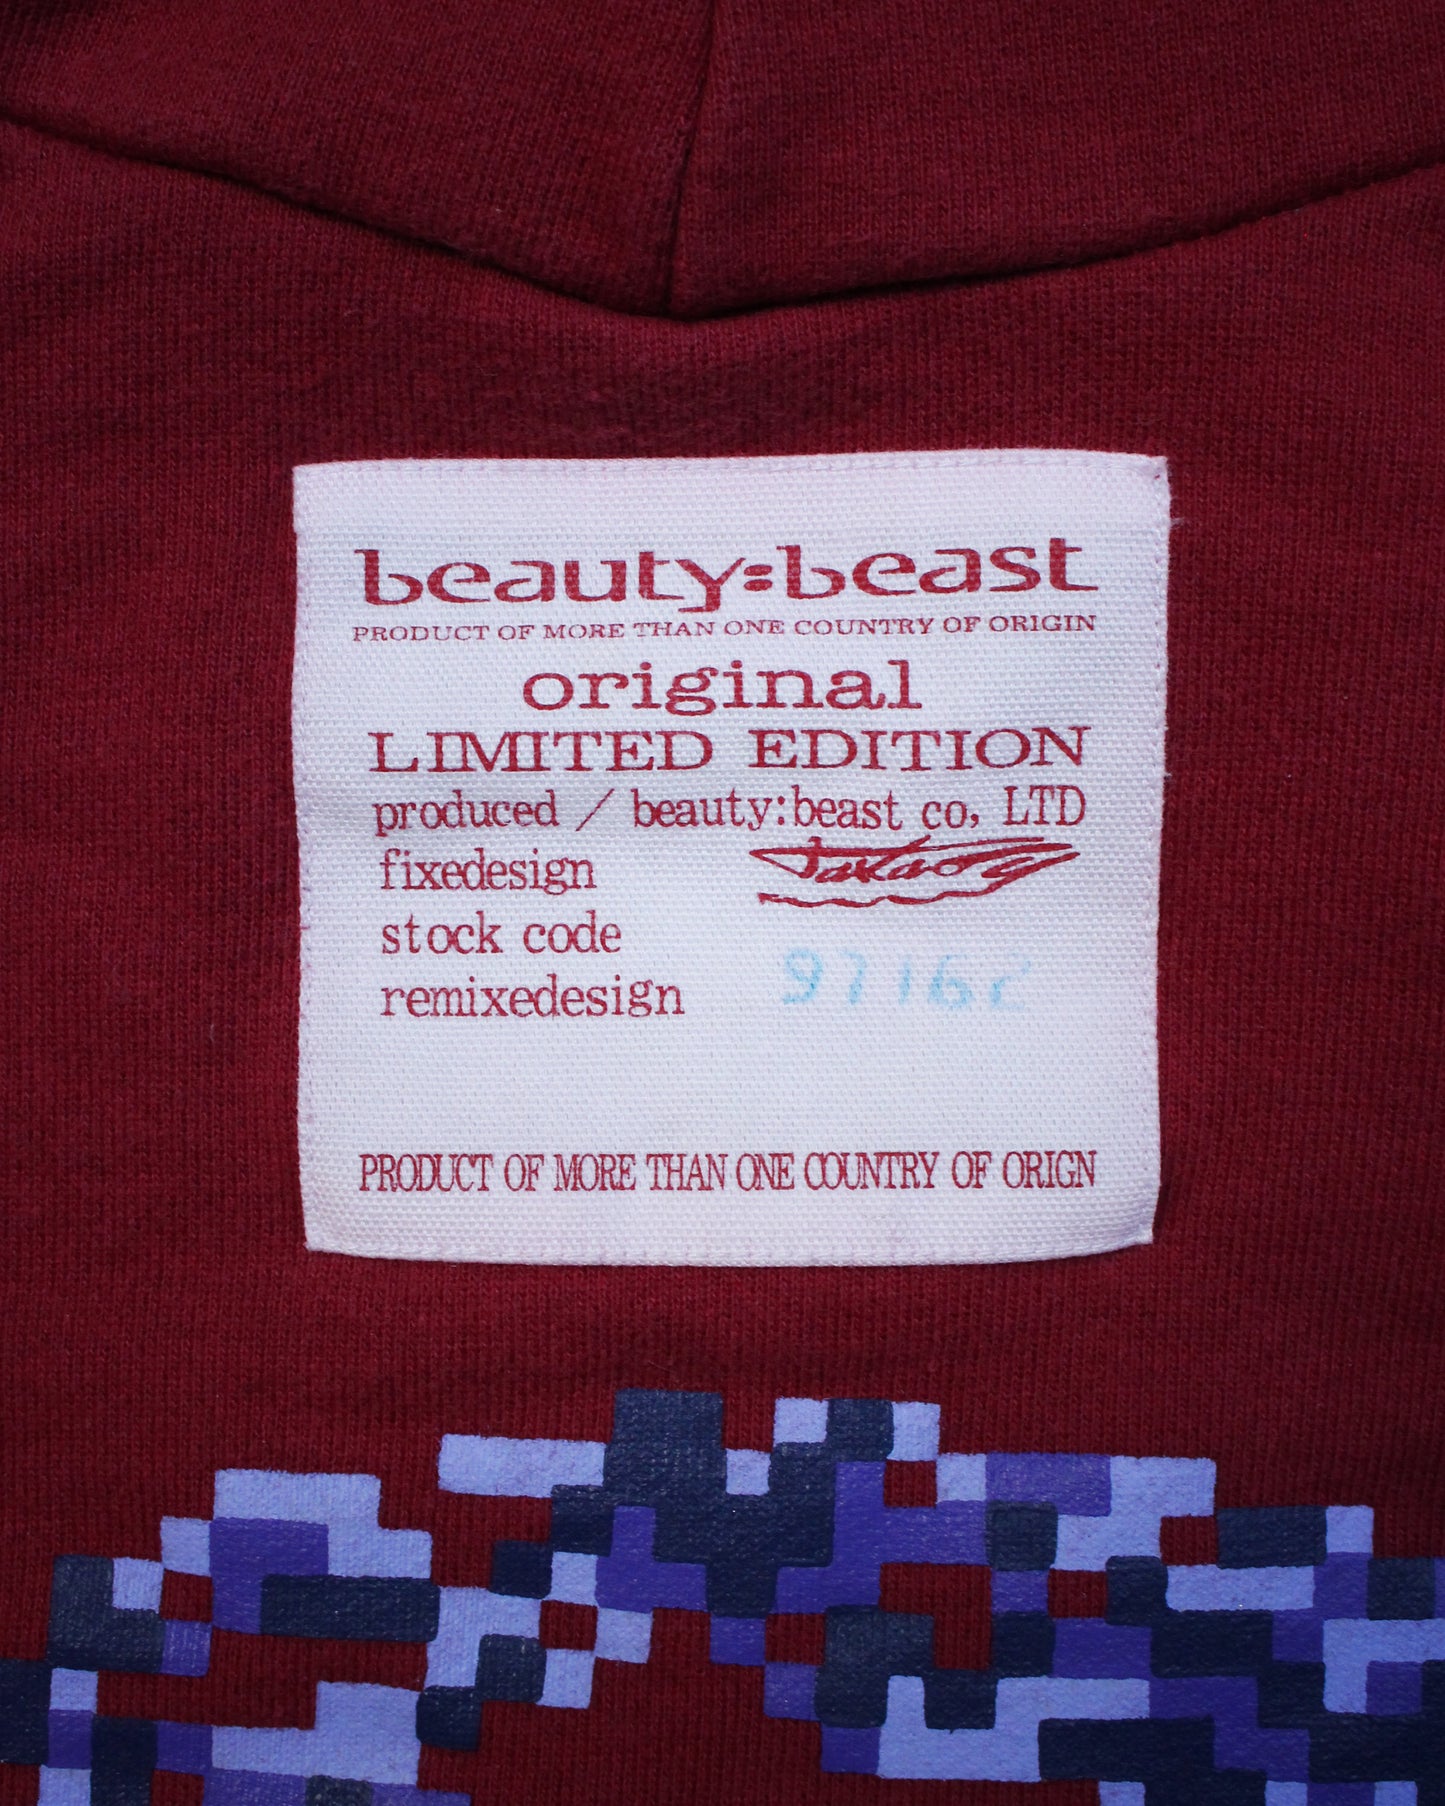 beauty:beast
PRODUCT OF MORE THAN ONE COUNTRY OF ORIGIN
original
LIMITED EDITION
produced / beauty:beast co, LTD
fixedesign
stock code
remixedesign 97162
PRODUCT OF MORE THAN ONE COUNTRY OF ORIGN